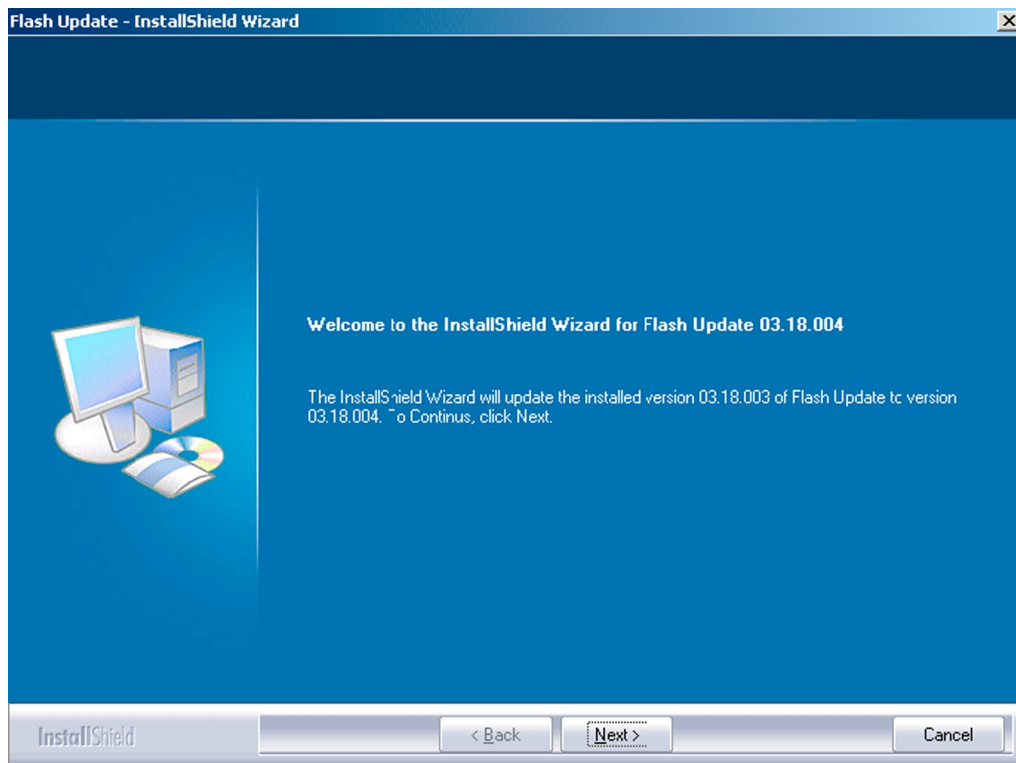 Flash Update - InstallShield Wizard
Welcome to the InstallShield Wizard for Flash Update 03.18.004
The InstallShield Wizard will update the installed version 03.18.003 of Flash Update to version
03.18.004. To Continus, click Next.
InstallShield
< Back
Next >
Cancel